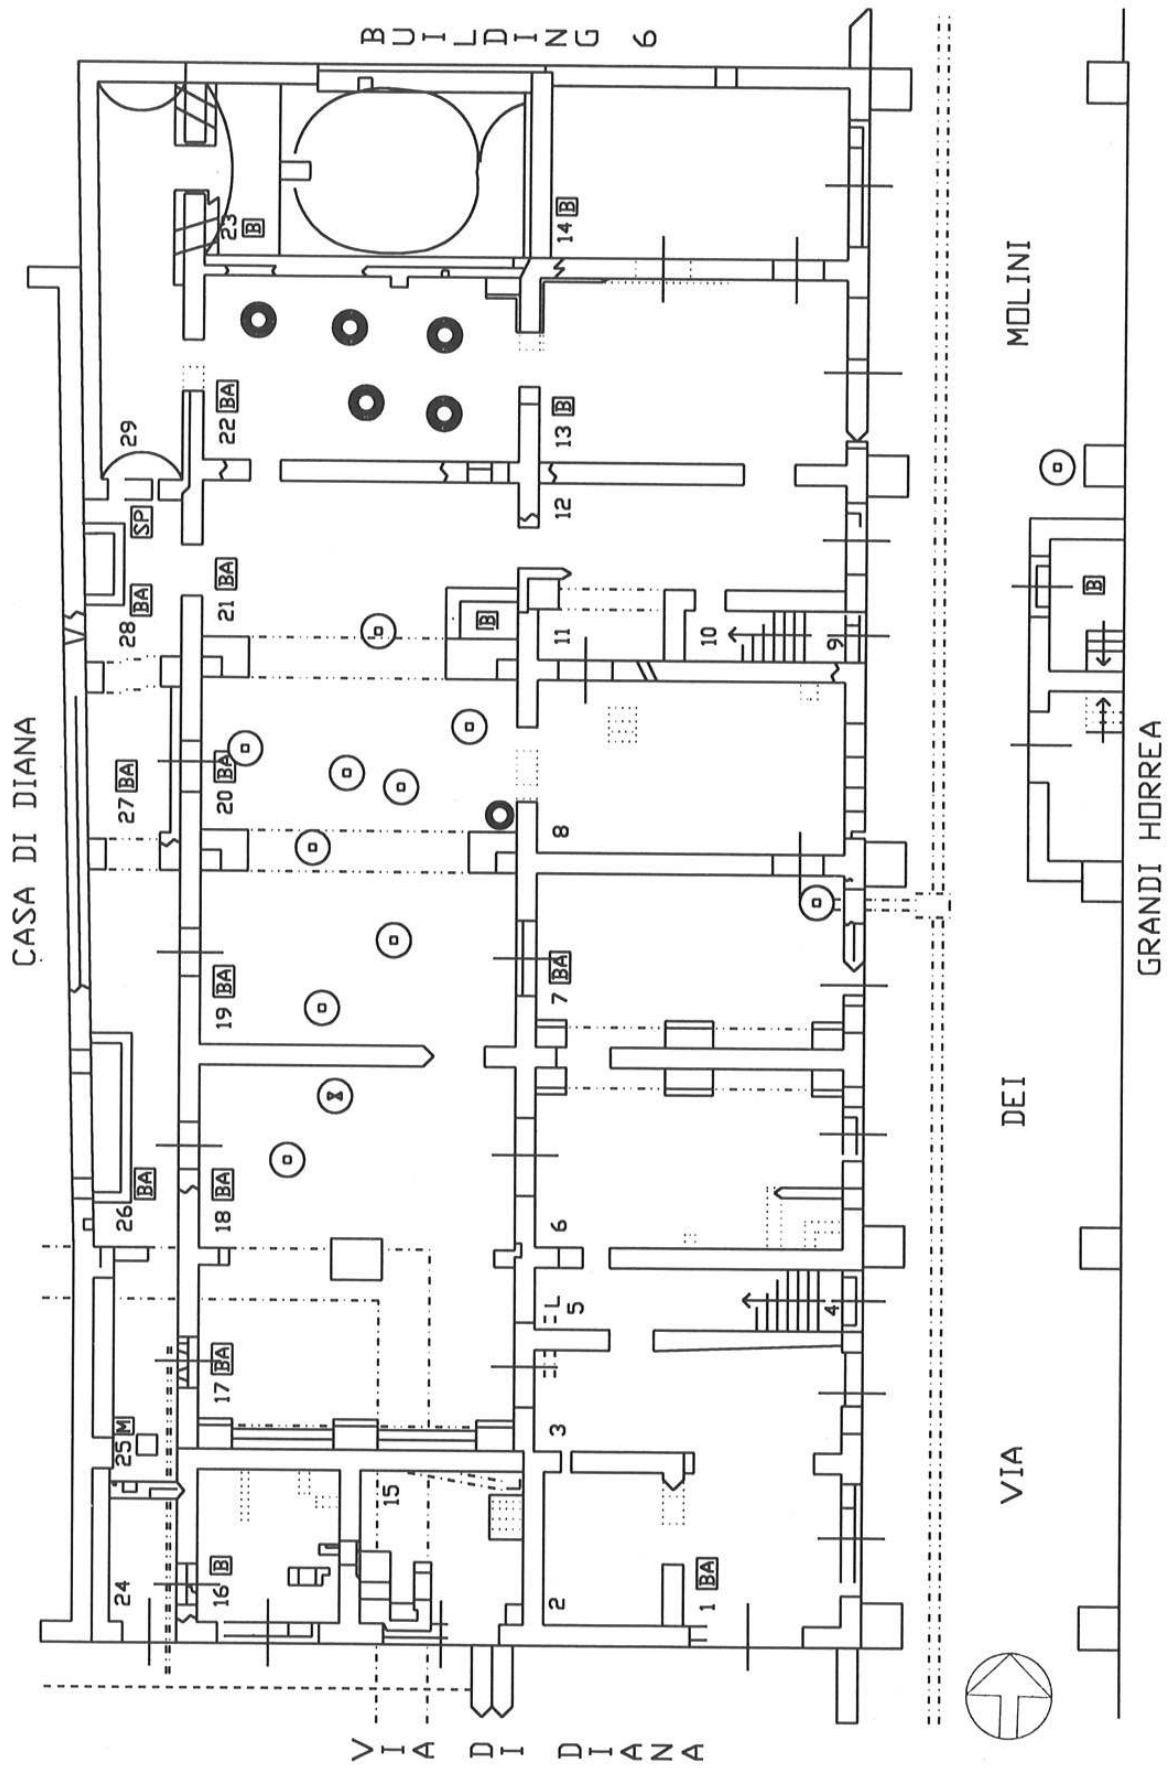 BUILDING 6
CASA DI DIANA
29
28 BA
SP
27 BA
26 BA
25 M
24
23 B
22 BA
21 BA
20 BA
19 BA
18 BA
17 BA
16 B
15
L
14 B
13 B
12
11
B
10
9
8
7 BA
6
5
L
4
3
2
1 BA
VIA DI DIANA
VIA DEI MOLINI
B
GRANDI HORREA